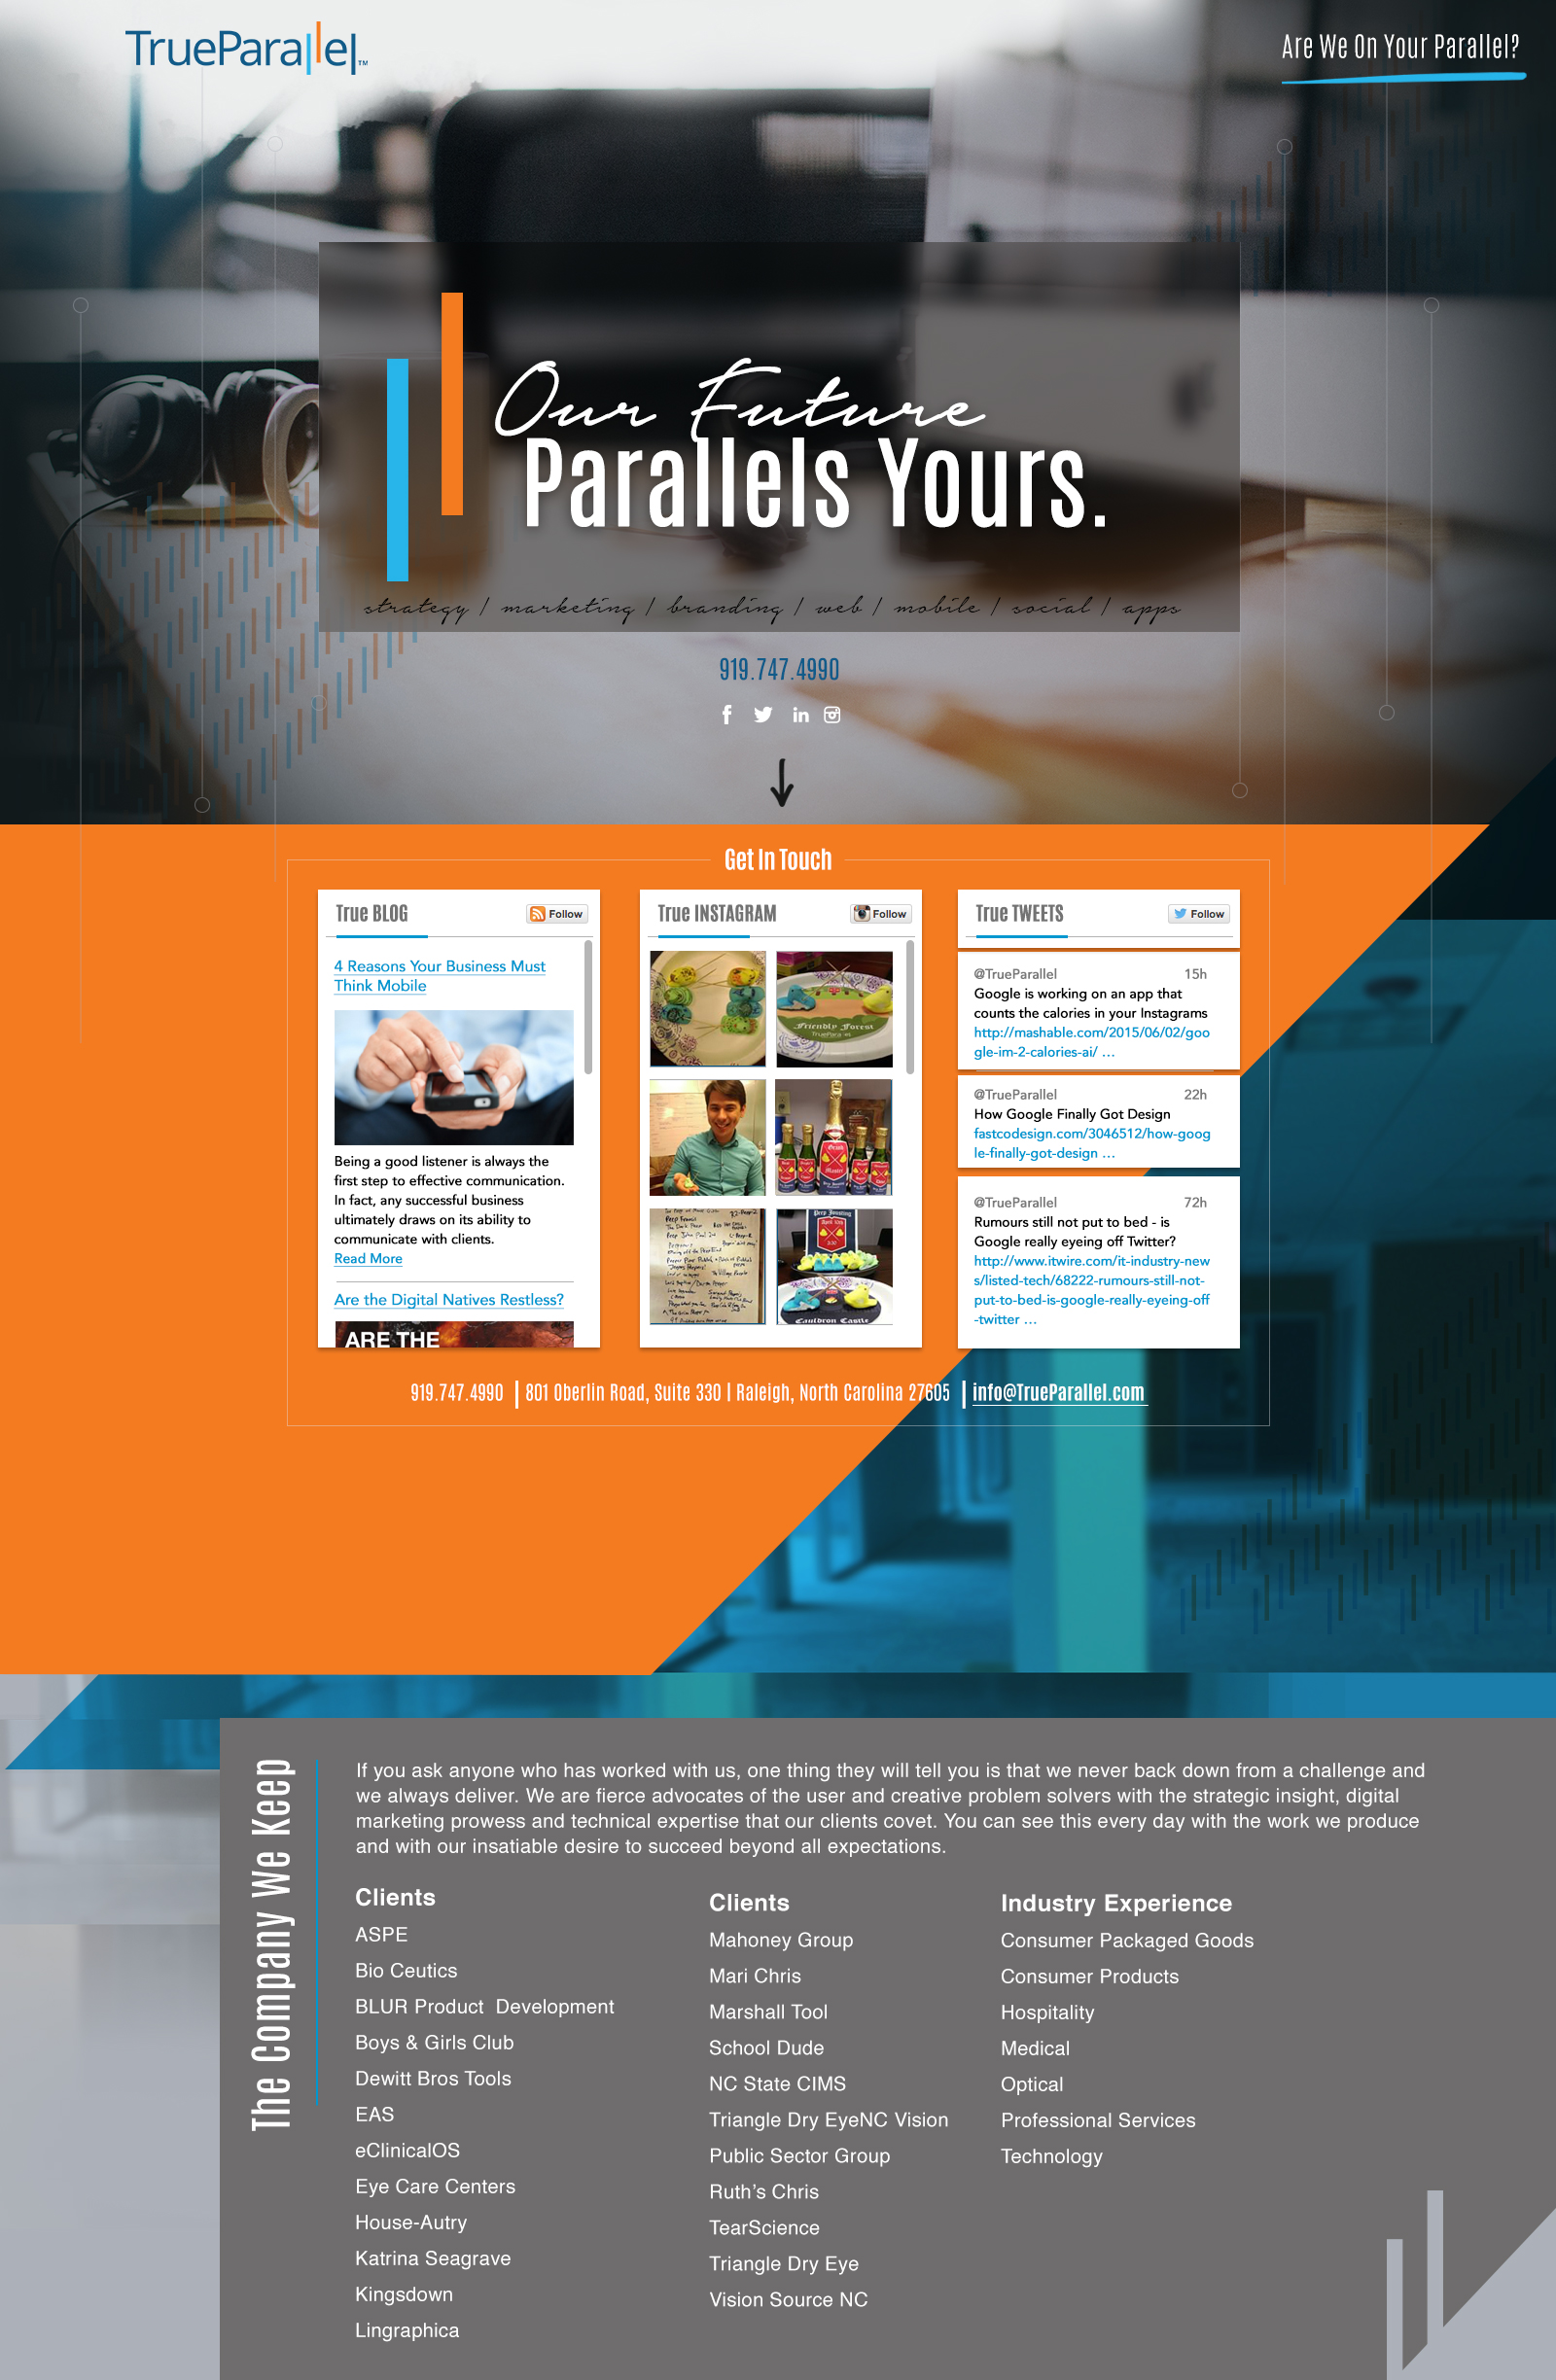 TrueParallel™
Are We On Your Parallel?
Our Future
Parallels Yours.
strategy / marketing / branding / web / mobile / social / apps
919.747.4990
Get In Touch
True BLOG
Follow
4 Reasons Your Business Must
Think Mobile
Being a good listener is always the
first step to effective communication.
In fact, any successful business
ultimately draws on its ability to
communicate with clients.
Read More
Are the Digital Natives Restless?
ARE THE
True INSTAGRAM
Follow
Friendly Forest
Cauldron Castle
True TWEETS
Follow
@TrueParallel 15h
Google is working on an app that
counts the calories in your Instagrams
http://mashable.com/2015/06/02/goo
gle-im-2-calories-ai/ …
@TrueParallel 22h
How Google Finally Got Design
fastcodesign.com/3046512/how-goog
le-finally-got-design …
@TrueParallel 72h
Rumours still not put to bed - is
Google really eyeing off Twitter?
http://www.itwire.com/it-industry-new
s/listed-tech/68222-rumours-still-not-
put-to-bed-is-google-really-eyeing-off
-twitter …
919.747.4990 | 801 Oberlin Road, Suite 330 | Raleigh, North Carolina 27605 | info@TrueParallel.com
The Company We Keep
If you ask anyone who has worked with us, one thing they will tell you is that we never back down from a challenge and
we always deliver. We are fierce advocates of the user and creative problem solvers with the strategic insight, digital
marketing prowess and technical expertise that our clients covet. You can see this every day with the work we produce
and with our insatiable desire to succeed beyond all expectations.
Clients
ASPE
Bio Ceutics
BLUR Product  Development
Boys & Girls Club
Dewitt Bros Tools
EAS
eClinicalOS
Eye Care Centers
House-Autry
Katrina Seagrave
Kingsdown
Lingraphica
Clients
Mahoney Group
Mari Chris
Marshall Tool
School Dude
NC State CIMS
Triangle Dry EyeNC Vision
Public Sector Group
Ruth’s Chris
TearScience
Triangle Dry Eye
Vision Source NC
Industry Experience
Consumer Packaged Goods
Consumer Products
Hospitality
Medical
Optical
Professional Services
Technology